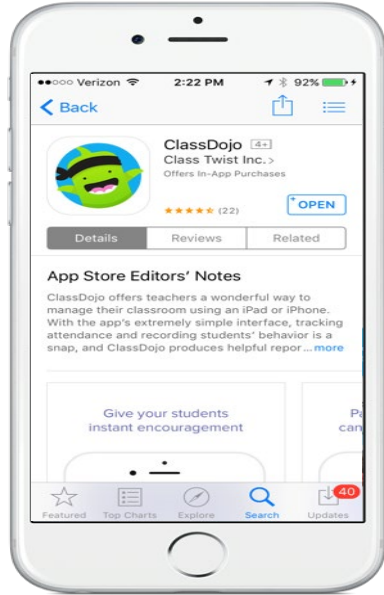 Verizon 2:22 PM 92%
Back
ClassDojo 4+
Class Twist Inc. >
Offers In-App Purchases
(22)
+ OPEN
Details Reviews Related
App Store Editors’ Notes
ClassDojo offers teachers a wonderful way to
manage their classroom using an iPad or iPhone.
With the app’s extremely simple interface, tracking
attendance and recording students’ behavior is a
snap, and ClassDojo produces helpful repor... more
Give your students
instant encouragement
Pa
can
40
Featured Top Charts Explore Search Updates